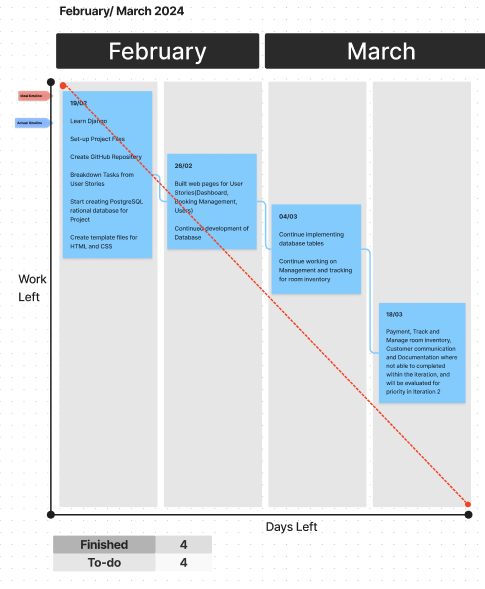 February/ March 2024
February
March
Ideal timeline
Actual timeline
19/02
Learn Django
Set-up Project Files
Create GitHub Repository
Breakdown Tasks from
User Stories
Start creating PostgreSQL
rational database for
Project
Create template files for
HTML and CSS
26/02
Built web pages for User
Stories(Dashboard,
Booking Management,
Users)
Continued development of
Database
04/03
Continue implementing
database tables
Continue working on
Management and tracking
for room inventory
18/03
Payment, Track and
Manage room inventory,
Customer communication
and Documentation where
not able to completed
within the iteration, and
will be evaluated for
priority in Iteration 2
Work
Left
Days Left
Finished 4
To-do 4